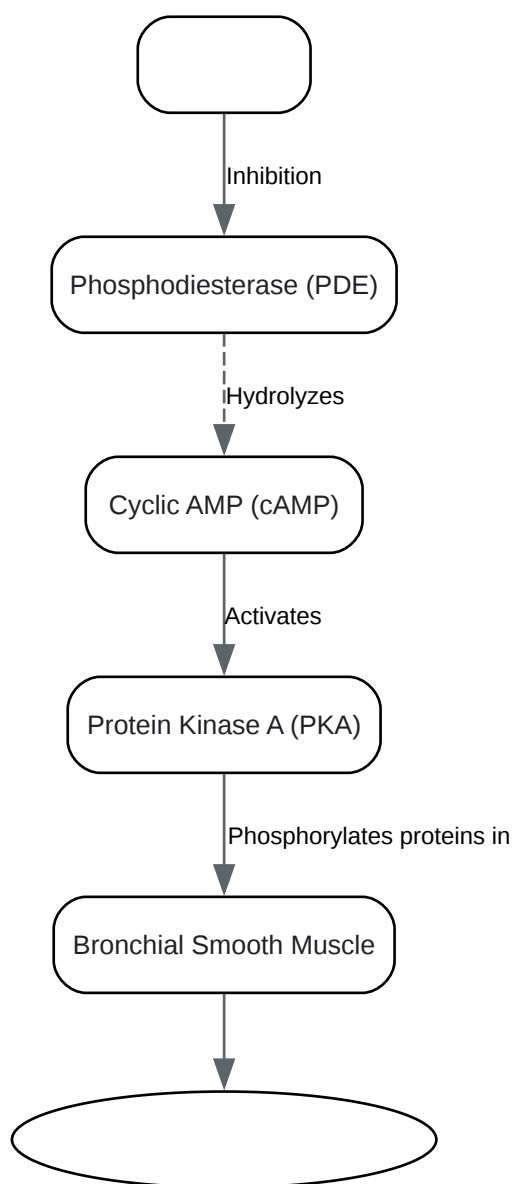 Inhibition
Phosphodiesterase (PDE)
Hydrolyzes
Cyclic AMP (cAMP)
Activates
Protein Kinase A (PKA)
Phosphorylates proteins in
Bronchial Smooth Muscle